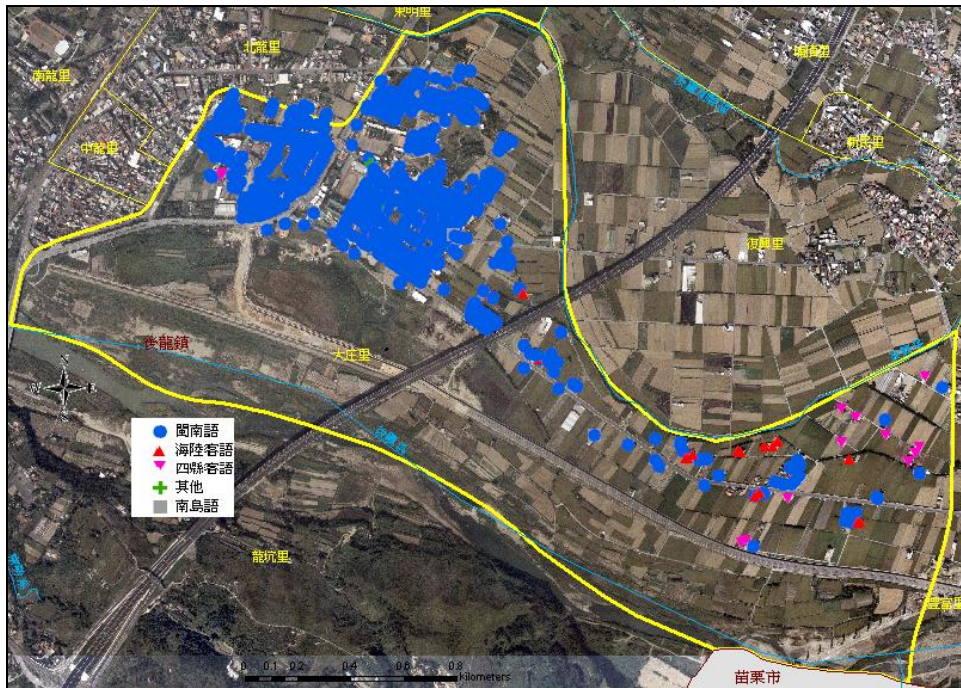 東明里
北龍里
南龍里
中龍里
埔頂里
新民里
復興里
後龍鎮
大庄里
閩南語
海陸客語
四縣客語
其他
南島語
龍坑里
豐富里
苗栗市
0 0.1 0.2 0.4 0.6 0.8
Kilometers